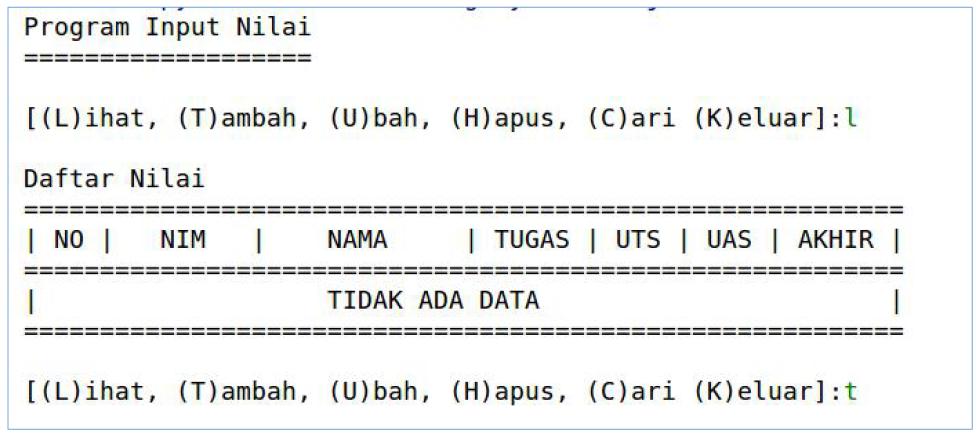 Program Input Nilai
===================
[(L)ihat, (T)ambah, (U)bah, (H)apus, (C)ari (K)eluar]:l
Daftar Nilai
==========================================================
| NO |   NIM   |    NAMA     | TUGAS | UTS | UAS | AKHIR |
==========================================================
|                   TIDAK ADA DATA                       |
==========================================================
[(L)ihat, (T)ambah, (U)bah, (H)apus, (C)ari (K)eluar]:t